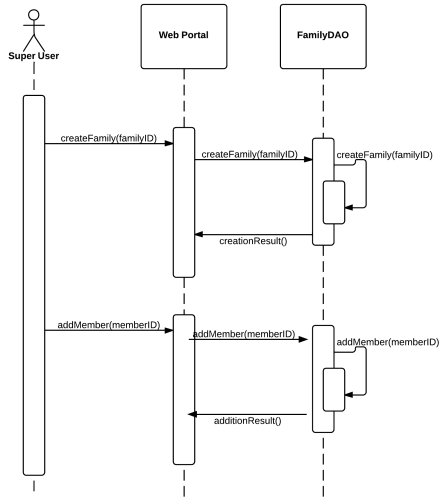 Super User
Web Portal
FamilyDAO
createFamily(familyID)
createFamily(familyID)
createFamily(familyID)
creationResult()
addMember(memberID)
addMember(memberID)
addMember(memberID)
additionResult()